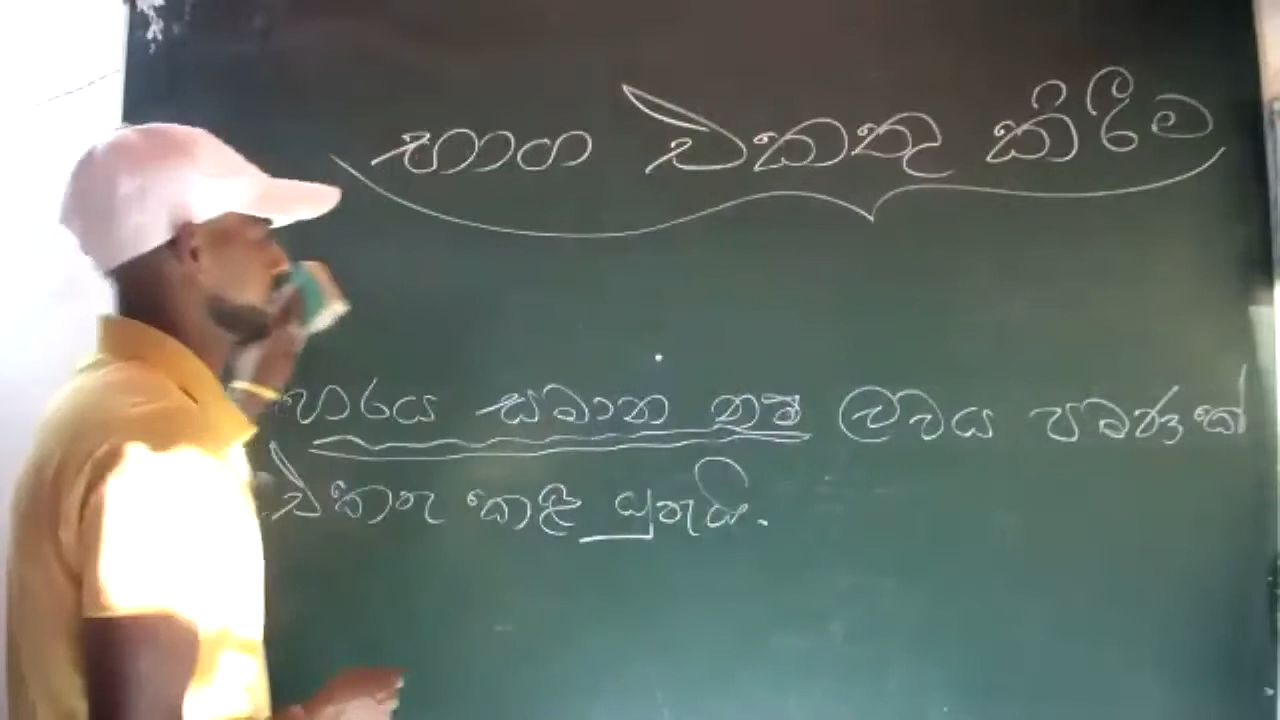 භාග එකතු කිරීම
හරය සමාන නම් ලවය පමණක්
එකතු කළ යුතුයි.